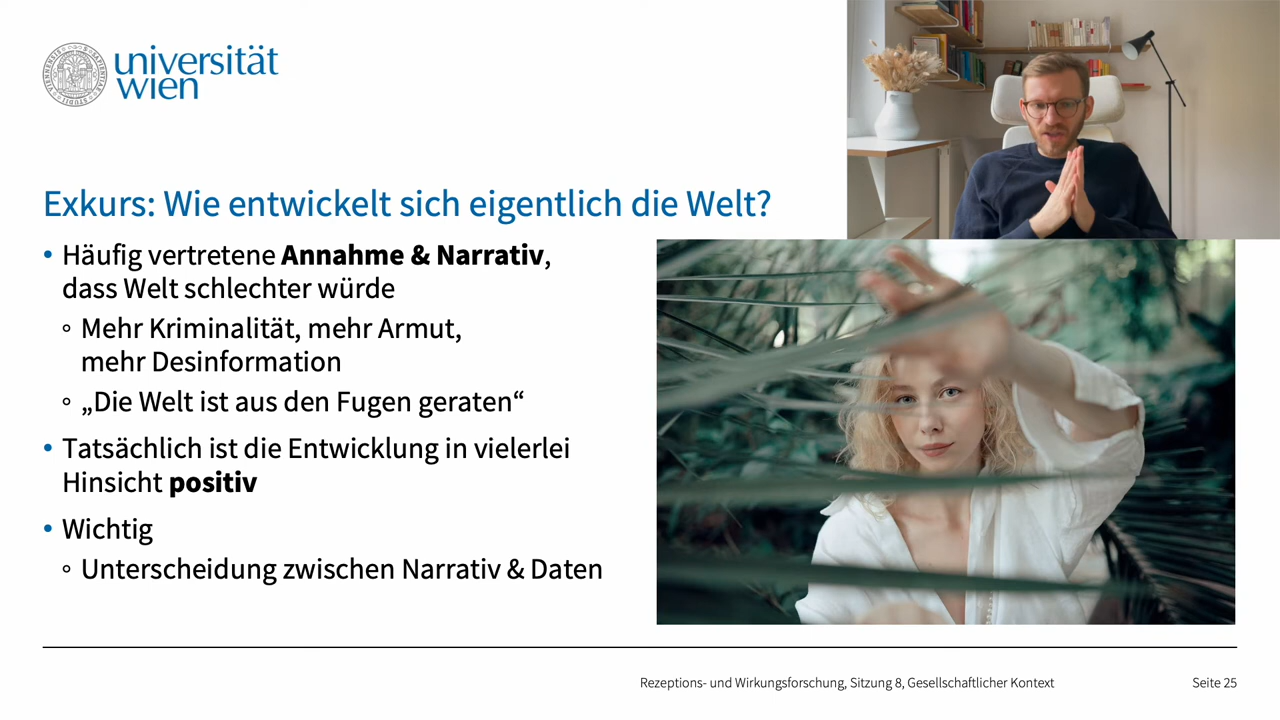 universität
wien
Exkurs: Wie entwickelt sich eigentlich die Welt?
• Häufig vertretene Annahme & Narrativ,
dass Welt schlechter würde
◦ Mehr Kriminalität, mehr Armut,
mehr Desinformation
◦ „Die Welt ist aus den Fugen geraten“
• Tatsächlich ist die Entwicklung in vielerlei
Hinsicht positiv
• Wichtig
◦ Unterscheidung zwischen Narrativ & Daten
Rezeptions- und Wirkungsforschung, Sitzung 8, Gesellschaftlicher Kontext
Seite 25